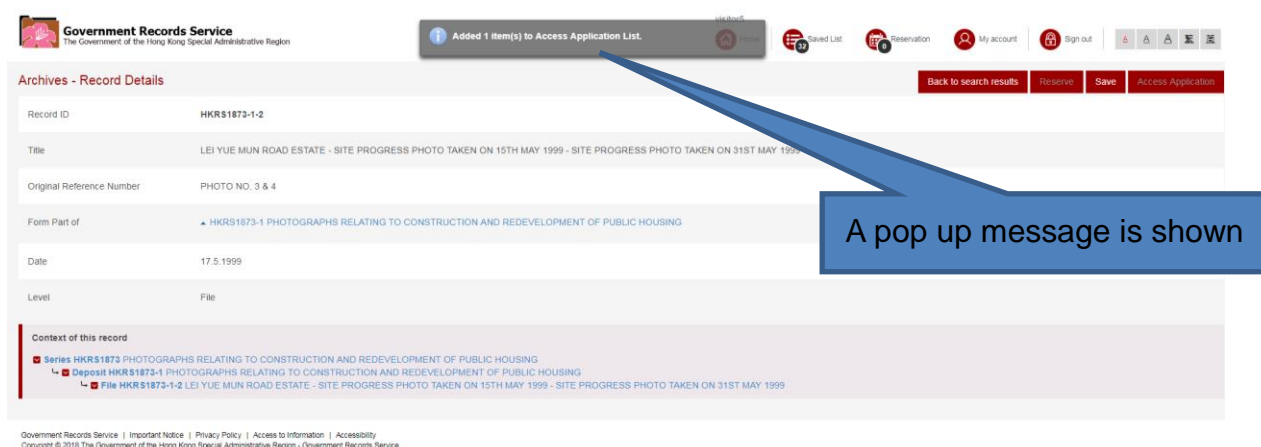 visitor5
Government Records Service
The Government of the Hong Kong Special Administrative Region
Added 1 item(s) to Access Application List.
Home
Saved List
32
Reservation
0
My account
Sign out
A A A 繁 简
Archives - Record Details
Back to search results Reserve Save Access Application
Record ID HKRS1873-1-2
Title LEI YUE MUN ROAD ESTATE - SITE PROGRESS PHOTO TAKEN ON 15TH MAY 1999 - SITE PROGRESS PHOTO TAKEN ON 31ST MAY 1999
Original Reference Number PHOTO NO. 3 & 4
Form Part of HKRS1873-1 PHOTOGRAPHS RELATING TO CONSTRUCTION AND REDEVELOPMENT OF PUBLIC HOUSING
A pop up message is shown
Date 17.5.1999
Level File
Context of this record
Series HKRS1873 PHOTOGRAPHS RELATING TO CONSTRUCTION AND REDEVELOPMENT OF PUBLIC HOUSING
Deposit HKRS1873-1 PHOTOGRAPHS RELATING TO CONSTRUCTION AND REDEVELOPMENT OF PUBLIC HOUSING
File HKRS1873-1-2 LEI YUE MUN ROAD ESTATE - SITE PROGRESS PHOTO TAKEN ON 15TH MAY 1999 - SITE PROGRESS PHOTO TAKEN ON 31ST MAY 1999
Government Records Service | Important Notice | Privacy Policy | Access to Information | Accessibility
Copyright © 2018 The Government of the Hong Kong Special Administrative Region - Government Records Service